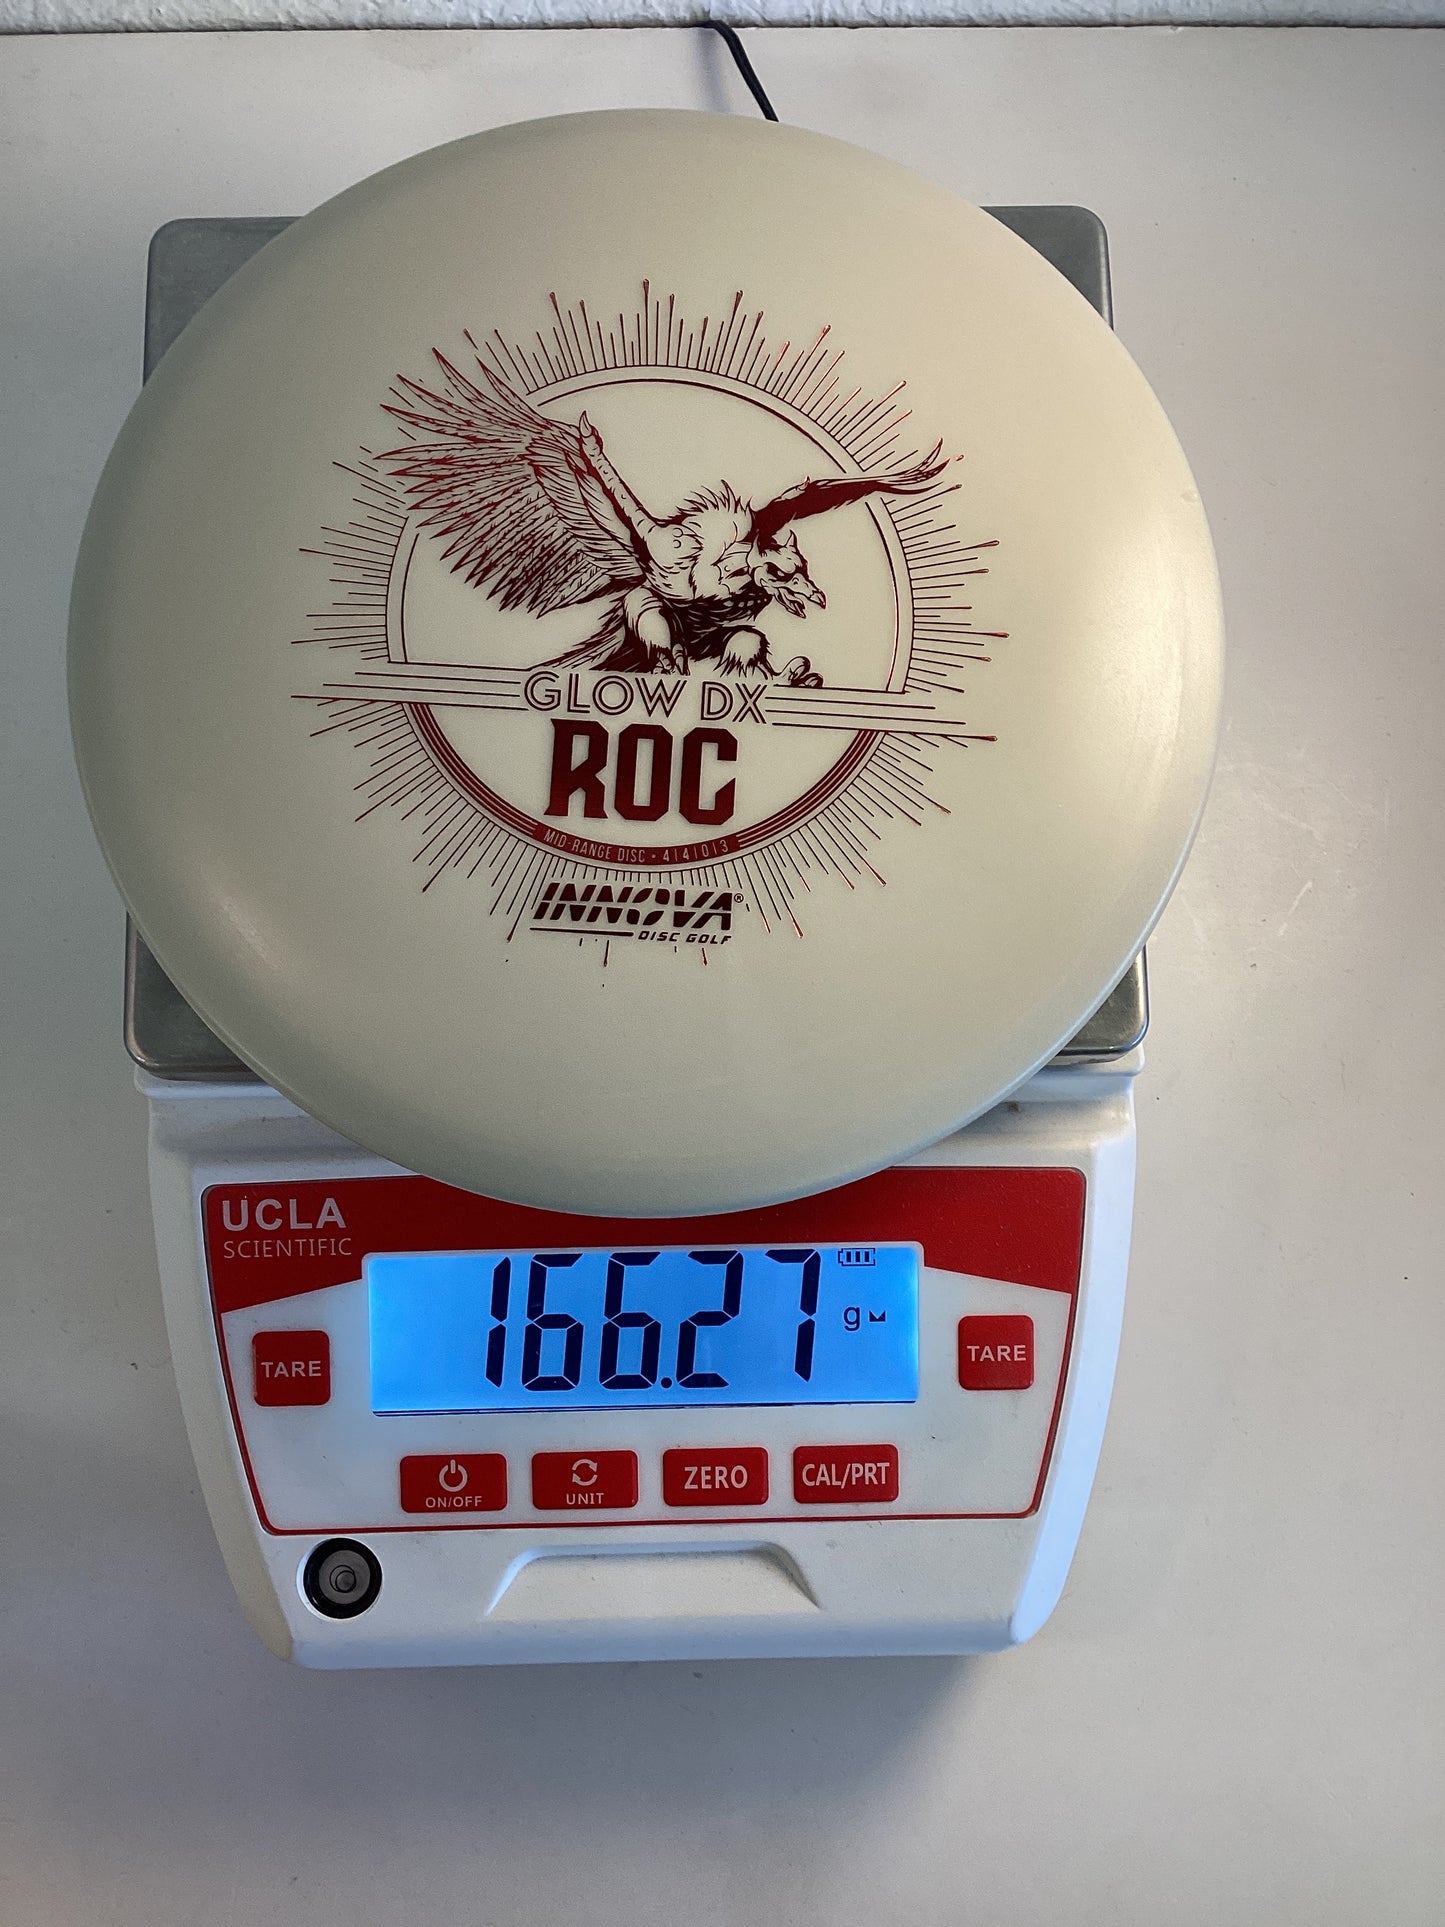 GLOW DX
ROC
MID-RANGE DISC • 4|4|0|3
INNOVA®
DISC GOLF
UCLA
SCIENTIFIC
166.27
g
TARE
TARE
ON/OFF
UNIT
ZERO
CAL/PRT